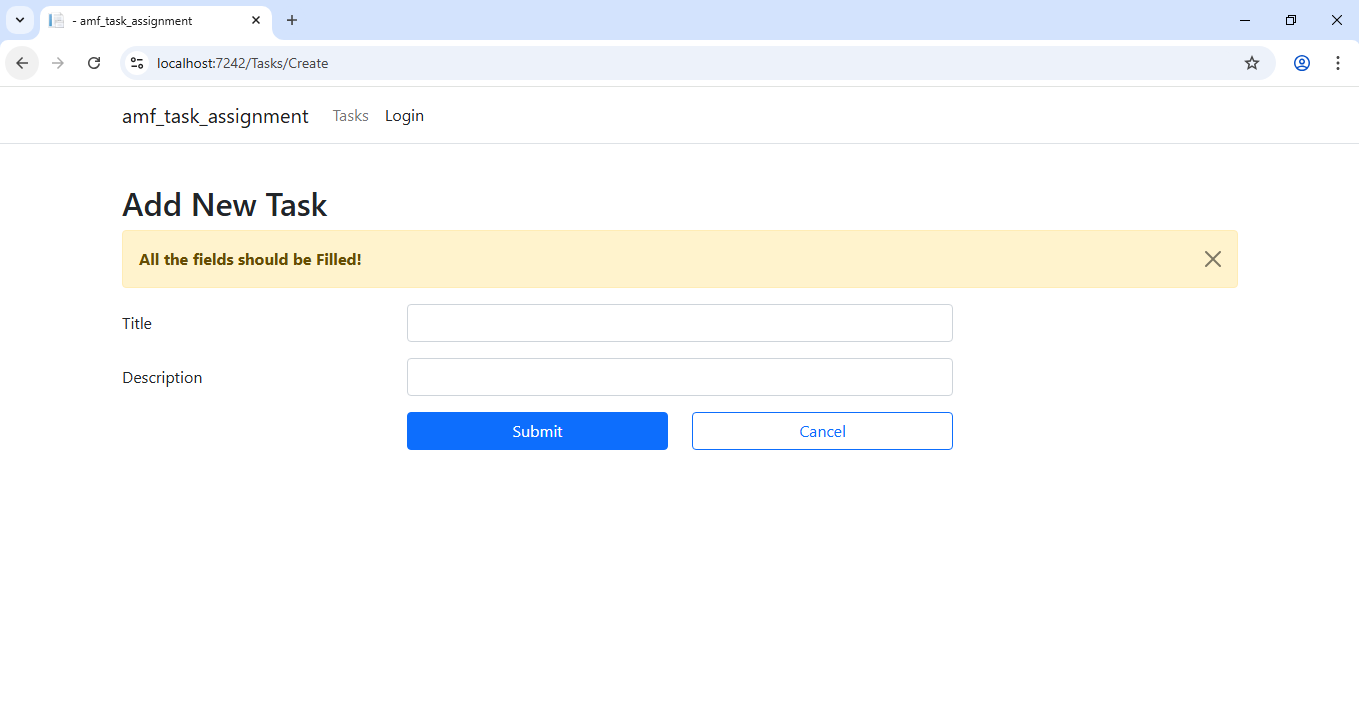 - amf_task_assignment
localhost:7242/Tasks/Create
amf_task_assignment Tasks Login
Add New Task
All the fields should be Filled!
Title
Description
Submit Cancel